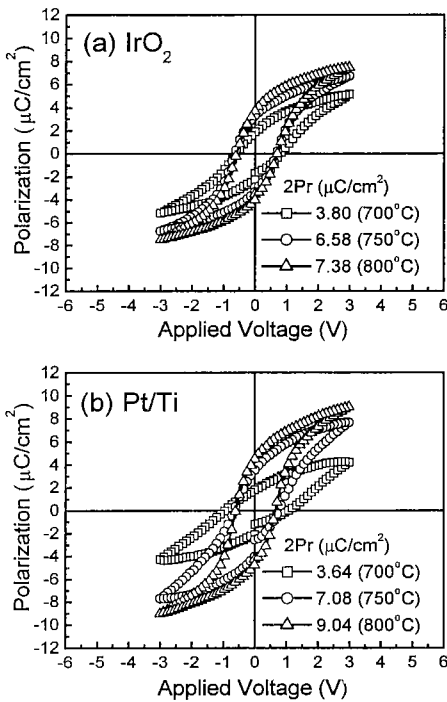 (a) IrO₂
12
10
8
6
4
2
0
-2
-4
-6
-8
-10
-12
Polarization (μC/cm²)
2Pr (μC/cm²)
3.80 (700°C)
6.58 (750°C)
7.38 (800°C)
-6 -5 -4 -3 -2 -1 0 1 2 3 4 5 6
Applied Voltage (V)
(b) Pt/Ti
12
10
8
6
4
2
0
-2
-4
-6
-8
-10
-12
Polarization (μC/cm²)
2Pr (μC/cm²)
3.64 (700°C)
7.08 (750°C)
9.04 (800°C)
-6 -5 -4 -3 -2 -1 0 1 2 3 4 5 6
Applied Voltage (V)